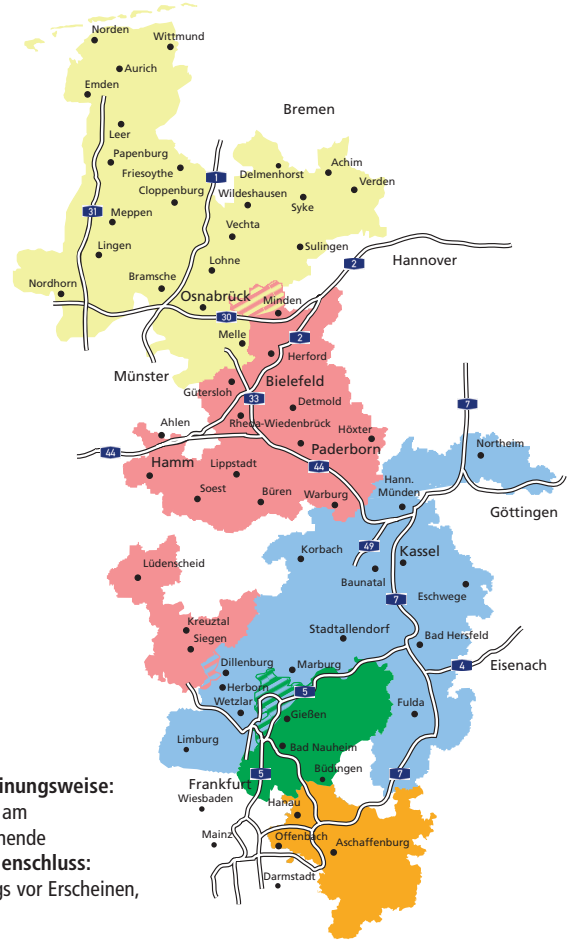 Norden
Wittmund
Aurich
Emden
Bremen
Leer
Papenburg
Friesoythe
Cloppenburg
1
Delmenhorst
Achim
Wildeshausen
Verden
Syke
31
Meppen
Vechta
Sulingen
Lingen
Lohne
2
Hannover
Nordhorn
Bramsche
Osnabrück
Minden
30
Melle
2
Herford
Münster
Bielefeld
Gütersloh
33
Detmold
7
Ahlen
Rheda-Wiedenbrück
Höxter
44
Paderborn
Northeim
Hamm
Lippstadt
44
Hann.
Münden
Soest
Büren
Warburg
Göttingen
49
Korbach
Kassel
Lüdenscheid
Baunatal
Eschwege
7
Kreuztal
Siegen
Stadtallendorf
Bad Hersfeld
Dillenburg
Marburg
4
Eisenach
Herborn
5
Wetzlar
Gießen
Fulda
Limburg
Bad Nauheim
5
7
Büdingen
Frankfurt
Wiesbaden
Hanau
Mainz
Offenbach
Aschaffenburg
Darmstadt
inungsweise:
am
nende
enschluss:
gs vor Erscheinen,